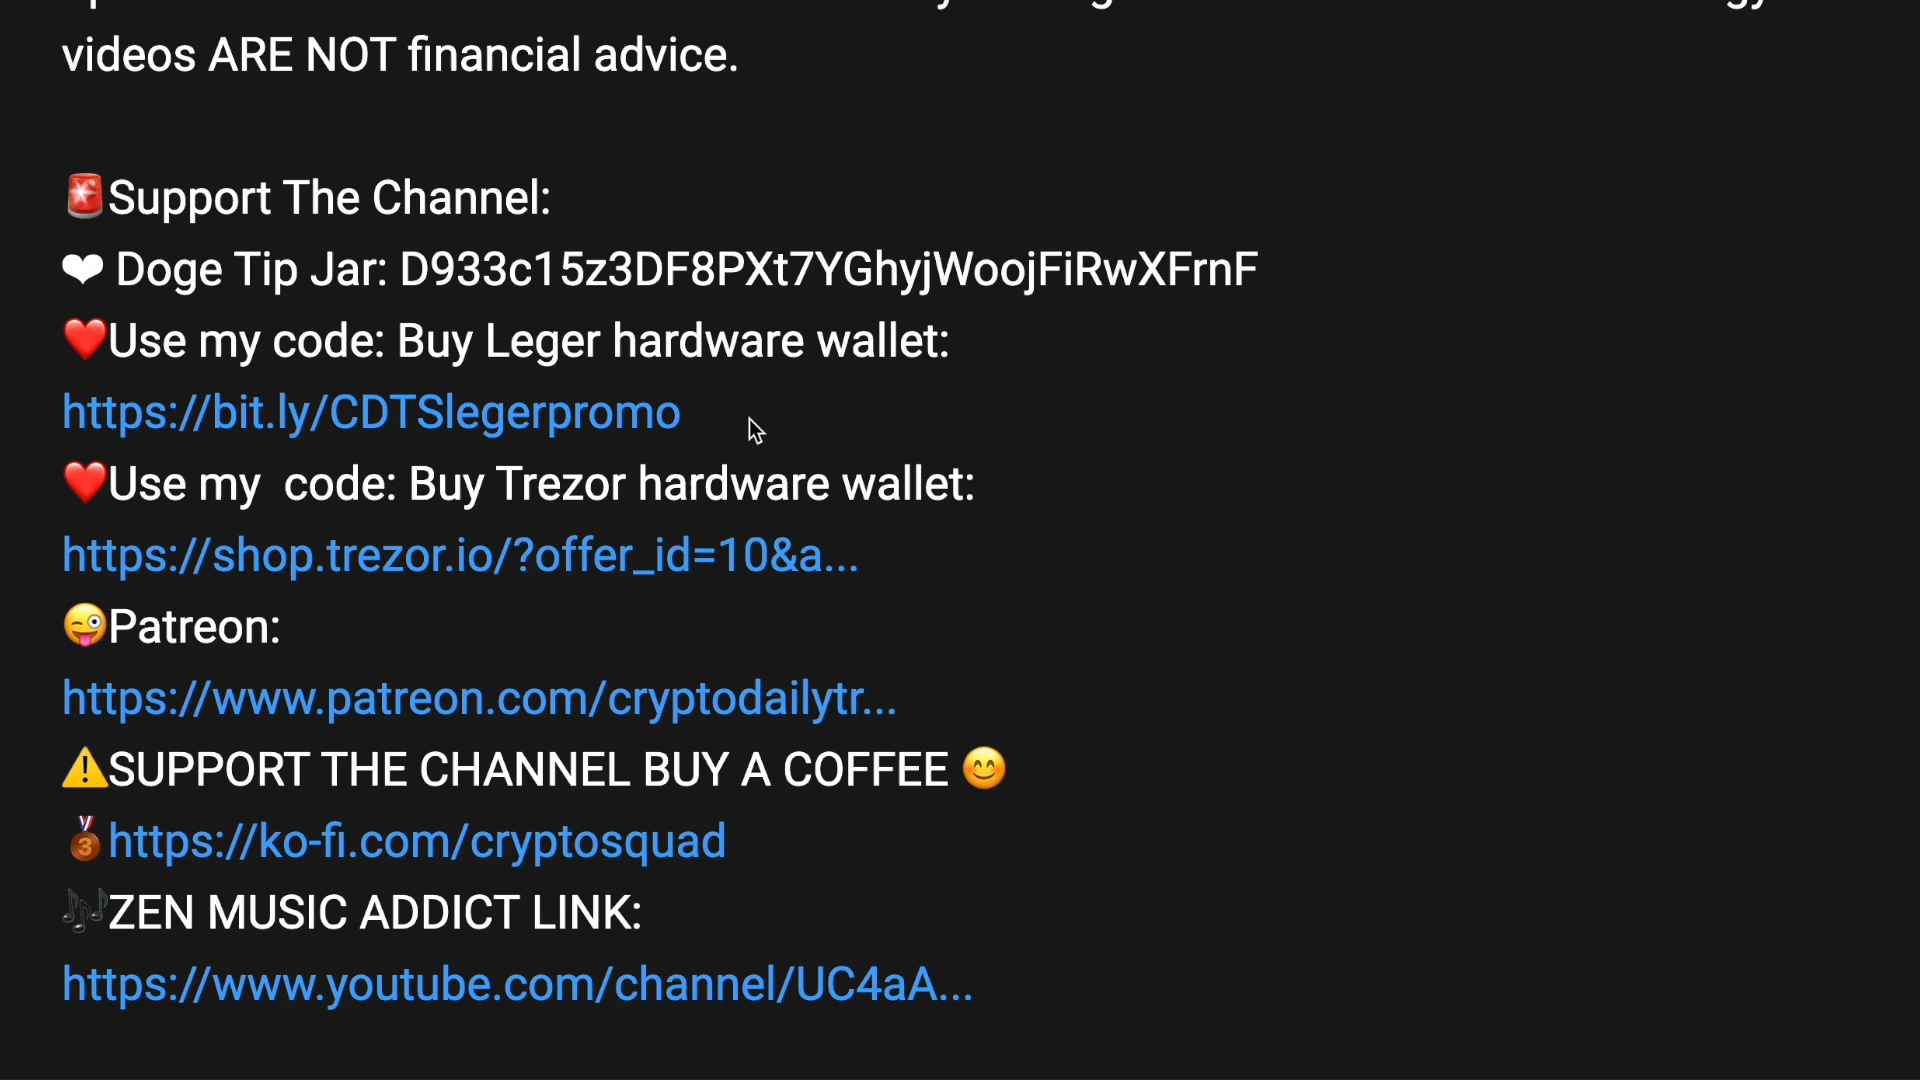 videos ARE NOT financial advice.
🚨Support The Channel:
❤ Doge Tip Jar: D933c15z3DF8PXt7YGhyjWoojFiRwXFrnF
❤️Use my code: Buy Leger hardware wallet:
https://bit.ly/CDTSlegerpromo
❤️Use my  code: Buy Trezor hardware wallet:
https://shop.trezor.io/?offer_id=10&a...
😜Patreon:
https://www.patreon.com/cryptodailytr...
⚠️SUPPORT THE CHANNEL BUY A COFFEE 😊
🥉https://ko-fi.com/cryptosquad
🎶ZEN MUSIC ADDICT LINK:
https://www.youtube.com/channel/UC4aA...